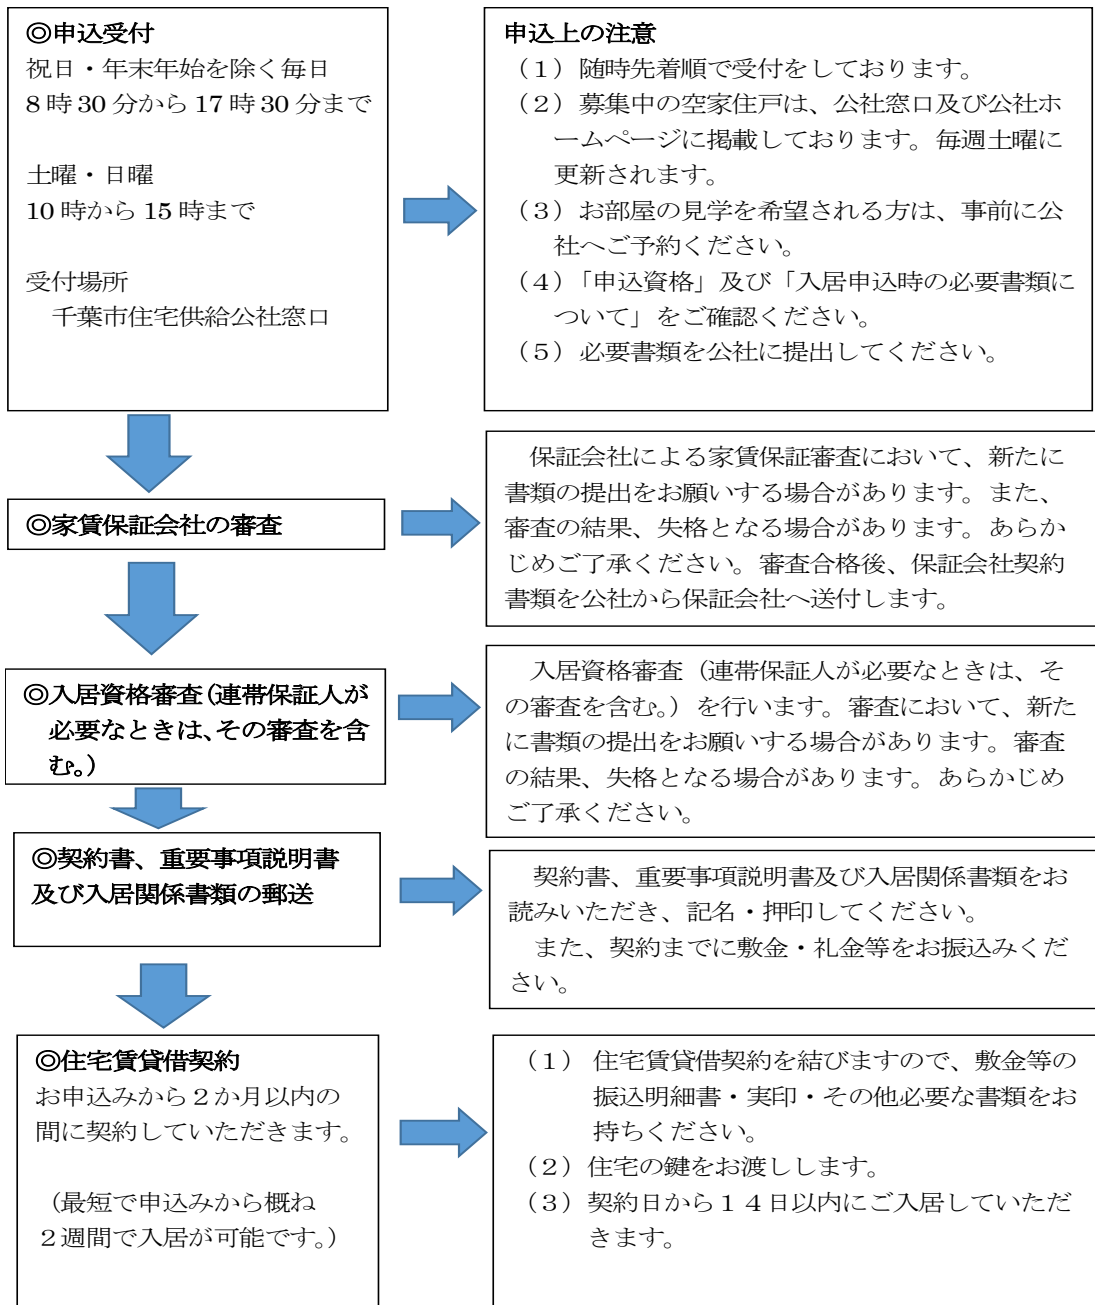 ◎申込受付
祝日・年末年始を除く毎日
8時30分から17時30分まで
土曜・日曜
10時から15時まで
受付場所
千葉市住宅供給公社窓口
申込上の注意
（1）随時先着順で受付をしております。
（2）募集中の空家住戸は、公社窓口及び公社ホ
ームページに掲載しております。毎週土曜に
更新されます。
（3）お部屋の見学を希望される方は、事前に公
社へご予約ください。
（4）「申込資格」及び「入居申込時の必要書類に
ついて」をご確認ください。
（5）必要書類を公社に提出してください。
◎家賃保証会社の審査
保証会社による家賃保証審査において、新たに
書類の提出をお願いする場合があります。また、
審査の結果、失格となる場合があります。あらか
じめご了承ください。審査合格後、保証会社契約
書類を公社から保証会社へ送付します。
◎入居資格審査（連帯保証人が
必要なときは、その審査を含
む。）
入居資格審査（連帯保証人が必要なときは、そ
の審査を含む。）を行います。審査において、新た
に書類の提出をお願いする場合があります。審査
の結果、失格となる場合があります。あらかじめ
ご了承ください。
◎契約書、重要事項説明書
及び入居関係書類の郵送
契約書、重要事項説明書及び入居関係書類をお
読みいただき、記名・押印してください。
また、契約までに敷金・礼金等をお振込みくだ
さい。
◎住宅賃貸借契約
お申込みから２か月以内の
間に契約していただきます。
（最短で申込みから概ね
２週間で入居が可能です。）
（1） 住宅賃貸借契約を結びますので、敷金等の
振込明細書・実印・その他必要な書類をお
持ちください。
（2）住宅の鍵をお渡しします。
（3）契約日から１４日以内にご入居していただ
きます。